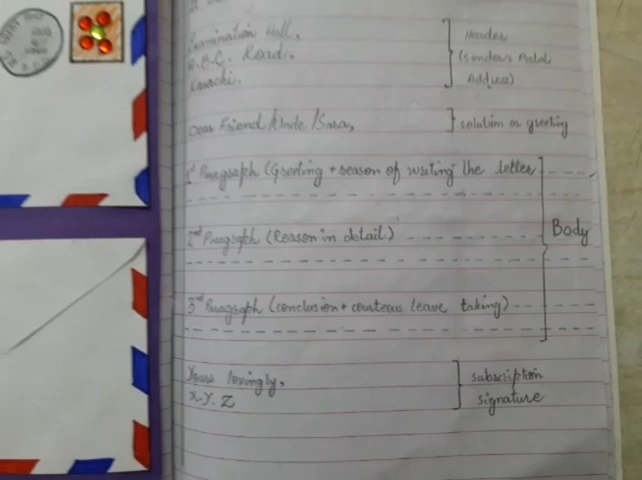 Examination Hall, Header
A.B.C. Road, (sender's Postal
Karachi. Address)
Dear Friend/Uncle/Sara, } solution or greeting
1st Paragraph (Greeting + reason of writing the letter)
2nd Paragraph (Reason in detail) Body
3rd Paragraph (conclusion + courteous leave taking)
Yours lovingly, subscription
X.Y.Z signature